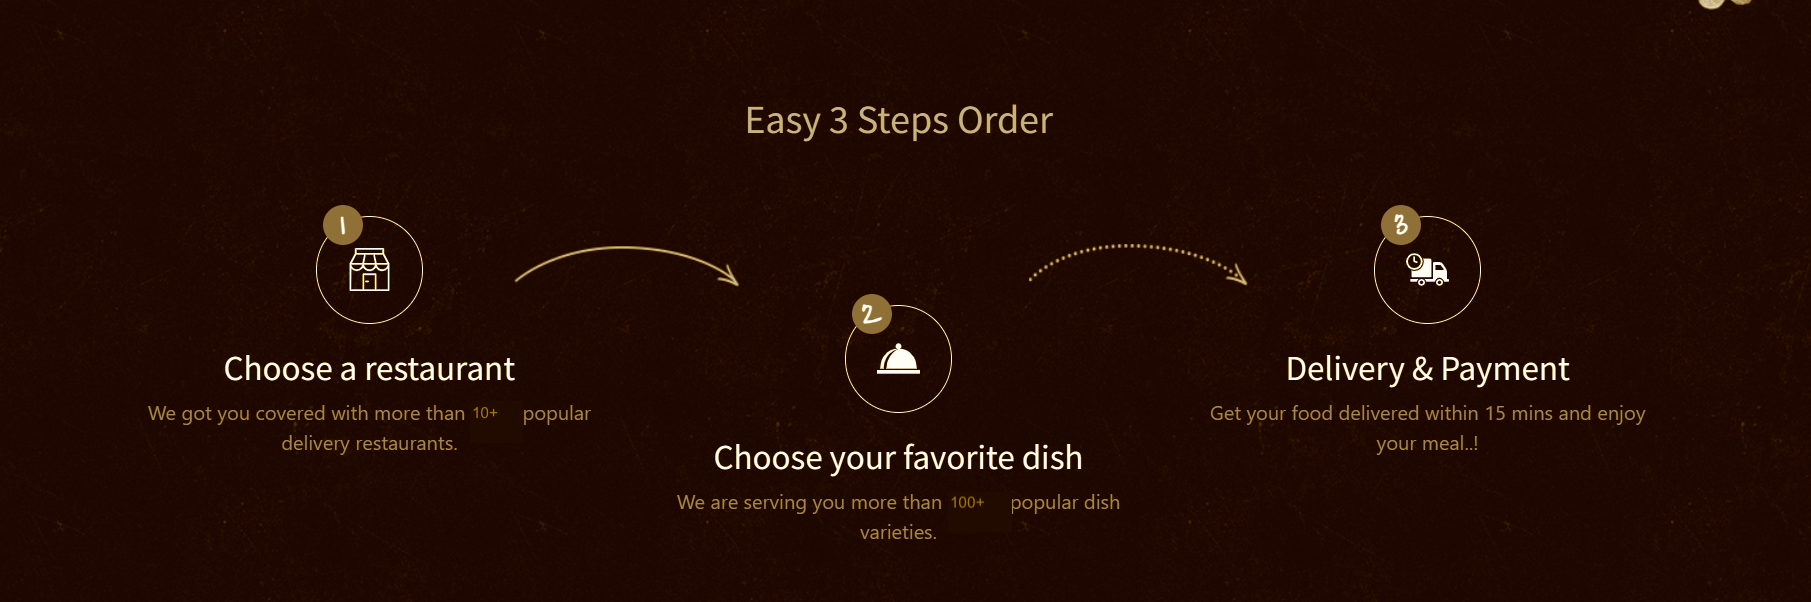 Easy 3 Steps Order
1
Choose a restaurant
We got you covered with more than 10+ popular
delivery restaurants.
2
Choose your favorite dish
We are serving you more than 100+ popular dish
varieties.
3
Delivery & Payment
Get your food delivered within 15 mins and enjoy
your meal..!